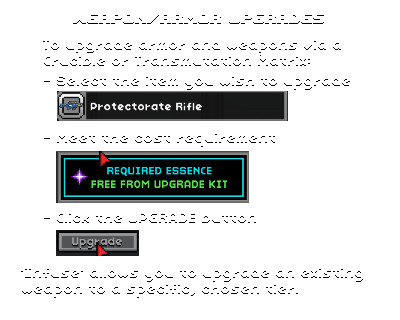 WEAPON/ARMOR UPGRADES
To upgrade armor and weapons via a
Crucible or Transmutation Matrix:
- Select the item you wish to upgrade
Protectorate Rifle
- Meet the cost requirement
REQUIRED ESSENCE
FREE FROM UPGRADE KIT
- Click the UPGRADE button
Upgrade
'Infuse' allows you to upgrade an existing
weapon to a specific, chosen tier.